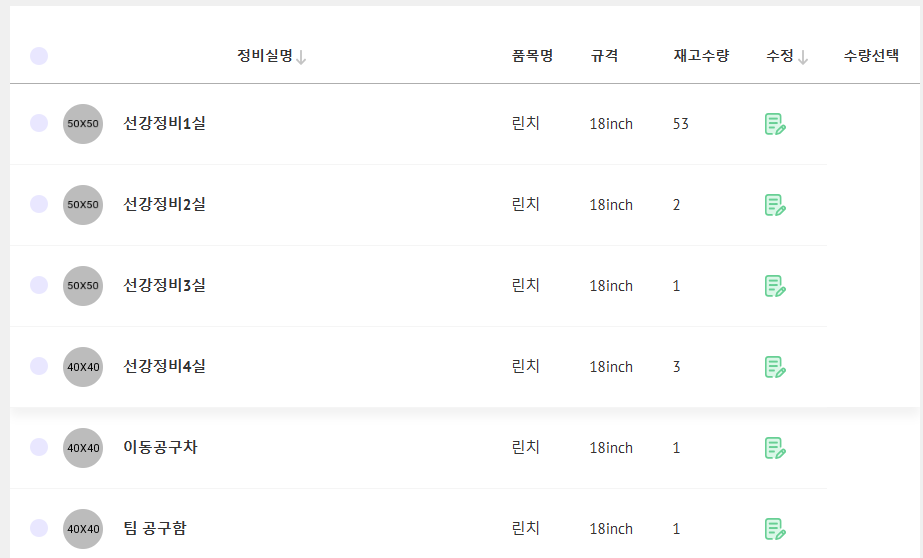 정비실명 품목명 규격 재고수량 수정 수량선택
50X50 선강정비1실 린치 18inch 53
50X50 선강정비2실 린치 18inch 2
50X50 선강정비3실 린치 18inch 1
40X40 선강정비4실 린치 18inch 3
40X40 이동공구차 린치 18inch 1
40X40 팀 공구함 린치 18inch 1